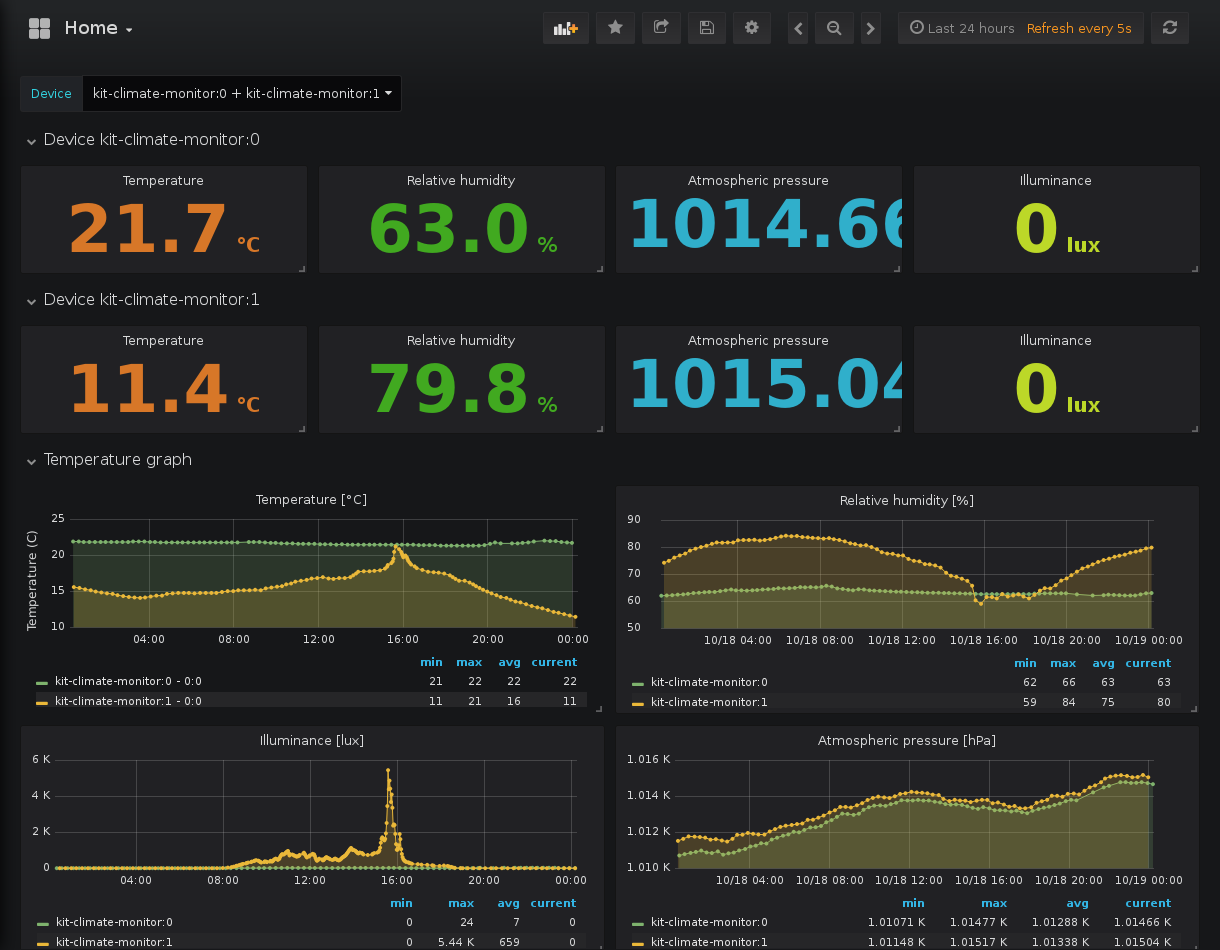 Home
Last 24 hours Refresh every 5s
Device kit-climate-monitor:0 + kit-climate-monitor:1
Device kit-climate-monitor:0
Temperature Relative humidity Atmospheric pressure Illuminance
21.7 °C 63.0 % 1014.66 0 lux
Device kit-climate-monitor:1
Temperature Relative humidity Atmospheric pressure Illuminance
11.4 °C 79.8 % 1015.04 0 lux
Temperature graph
Temperature [°C]
Temperature (C)
25
20
15
10
04:00 08:00 12:00 16:00 20:00 00:00
min max avg current
kit-climate-monitor:0 - 0:0 21 22 22 22
kit-climate-monitor:1 - 0:0 11 21 16 11
Relative humidity [%]
90
80
70
60
50
10/18 04:00 10/18 08:00 10/18 12:00 10/18 16:00 10/18 20:00 10/19 00:00
min max avg current
kit-climate-monitor:0 62 66 63 63
kit-climate-monitor:1 59 84 75 80
Illuminance [lux]
6 K
4 K
2 K
0
04:00 08:00 12:00 16:00 20:00 00:00
min max avg current
kit-climate-monitor:0 0 24 7 0
kit-climate-monitor:1 0 5.44 K 659 0
Atmospheric pressure [hPa]
1.016 K
1.014 K
1.012 K
1.010 K
10/18 04:00 10/18 08:00 10/18 12:00 10/18 16:00 10/18 20:00 10/19 00:00
min max avg current
kit-climate-monitor:0 1.01071 K 1.01477 K 1.01288 K 1.01466 K
kit-climate-monitor:1 1.01148 K 1.01517 K 1.01338 K 1.01504 K